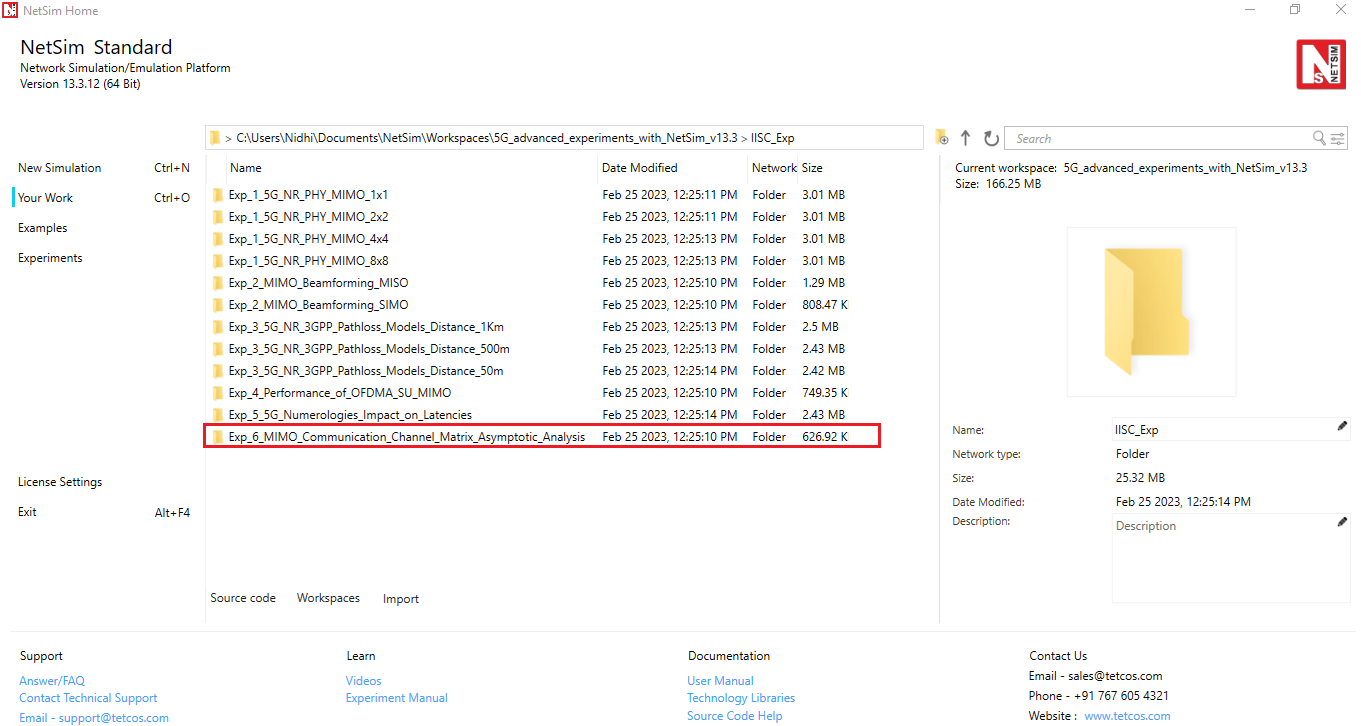 NetSim Home
NetSim Standard
Network Simulation/Emulation Platform
Version 13.3.12 (64 Bit)
NS NETSIM
> C:\Users\Nidhi\Documents\NetSim\Workspaces\5G_advanced_experiments_with_NetSim_v13.3 > IISC_Exp
Search
New Simulation Ctrl+N
Your Work Ctrl+O
Examples
Experiments
License Settings
Exit Alt+F4
Name Date Modified Network Size
Exp_1_5G_NR_PHY_MIMO_1x1 Feb 25 2023, 12:25:11 PM Folder 3.01 MB
Exp_1_5G_NR_PHY_MIMO_2x2 Feb 25 2023, 12:25:11 PM Folder 3.01 MB
Exp_1_5G_NR_PHY_MIMO_4x4 Feb 25 2023, 12:25:13 PM Folder 3.01 MB
Exp_1_5G_NR_PHY_MIMO_8x8 Feb 25 2023, 12:25:13 PM Folder 3.01 MB
Exp_2_MIMO_Beamforming_MISO Feb 25 2023, 12:25:10 PM Folder 1.29 MB
Exp_2_MIMO_Beamforming_SIMO Feb 25 2023, 12:25:10 PM Folder 808.47 K
Exp_3_5G_NR_3GPP_Pathloss_Models_Distance_1Km Feb 25 2023, 12:25:13 PM Folder 2.5 MB
Exp_3_5G_NR_3GPP_Pathloss_Models_Distance_500m Feb 25 2023, 12:25:13 PM Folder 2.43 MB
Exp_3_5G_NR_3GPP_Pathloss_Models_Distance_50m Feb 25 2023, 12:25:14 PM Folder 2.42 MB
Exp_4_Performance_of_OFDMA_SU_MIMO Feb 25 2023, 12:25:10 PM Folder 749.35 K
Exp_5_5G_Numerologies_Impact_on_Latencies Feb 25 2023, 12:25:14 PM Folder 2.43 MB
Exp_6_MIMO_Communication_Channel_Matrix_Asymptotic_Analysis Feb 25 2023, 12:25:10 PM Folder 626.92 K
Source code Workspaces Import
Current workspace: 5G_advanced_experiments_with_NetSim_v13.3
Size: 166.25 MB
Name: IISC_Exp
Network type: Folder
Size: 25.32 MB
Date Modified: Feb 25 2023, 12:25:14 PM
Description: Description
Support
Answer/FAQ
Contact Technical Support
Email - support@tetcos.com
Learn
Videos
Experiment Manual
Documentation
User Manual
Technology Libraries
Source Code Help
Contact Us
Email - sales@tetcos.com
Phone - +91 767 605 4321
Website : www.tetcos.com